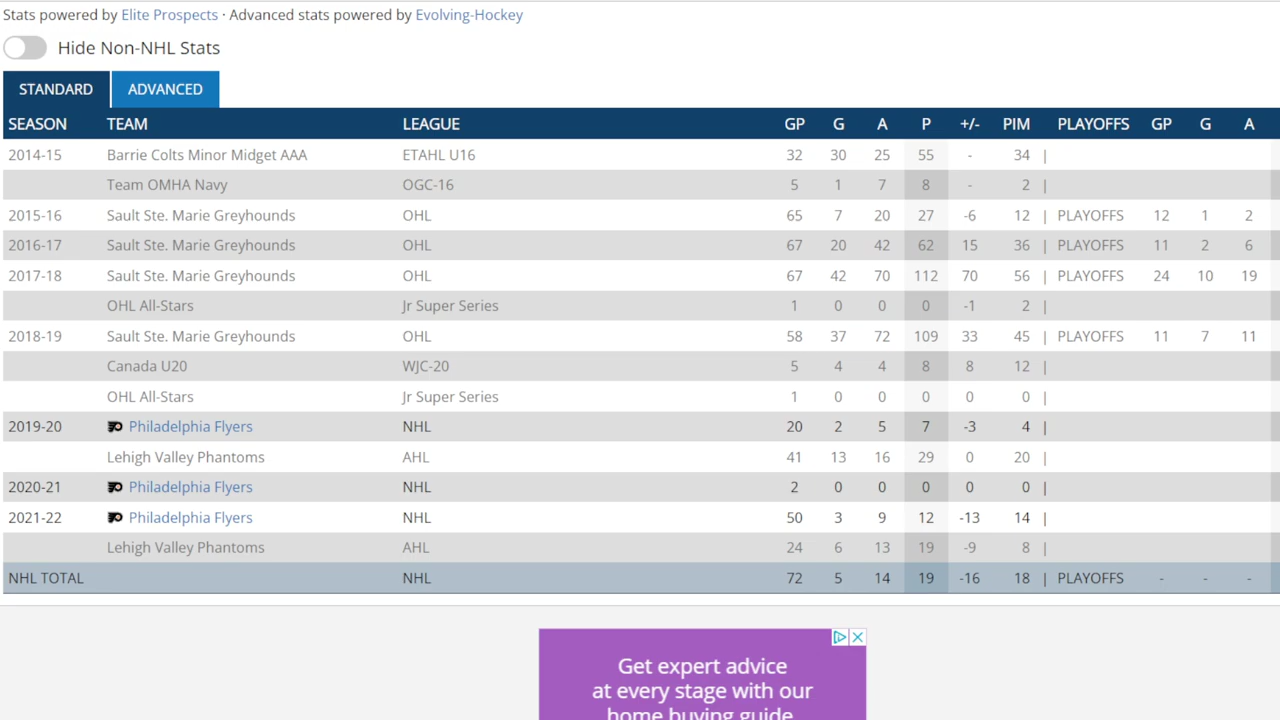 Stats powered by Elite Prospects · Advanced stats powered by Evolving-Hockey
Hide Non-NHL Stats
STANDARD ADVANCED
SEASON TEAM LEAGUE GP G A P +/- PIM PLAYOFFS GP G A
2014-15 Barrie Colts Minor Midget AAA ETAHL U16 32 30 25 55 - 34 |
Team OMHA Navy OGC-16 5 1 7 8 - 2 |
2015-16 Sault Ste. Marie Greyhounds OHL 65 7 20 27 -6 12 | PLAYOFFS 12 1 2
2016-17 Sault Ste. Marie Greyhounds OHL 67 20 42 62 15 36 | PLAYOFFS 11 2 6
2017-18 Sault Ste. Marie Greyhounds OHL 67 42 70 112 70 56 | PLAYOFFS 24 10 19
OHL All-Stars Jr Super Series 1 0 0 0 -1 2 |
2018-19 Sault Ste. Marie Greyhounds OHL 58 37 72 109 33 45 | PLAYOFFS 11 7 11
Canada U20 WJC-20 5 4 4 8 8 12 |
OHL All-Stars Jr Super Series 1 0 0 0 0 0 |
2019-20 Philadelphia Flyers NHL 20 2 5 7 -3 4 |
Lehigh Valley Phantoms AHL 41 13 16 29 0 20 |
2020-21 Philadelphia Flyers NHL 2 0 0 0 0 0 |
2021-22 Philadelphia Flyers NHL 50 3 9 12 -13 14 |
Lehigh Valley Phantoms AHL 24 6 13 19 -9 8 |
NHL TOTAL NHL 72 5 14 19 -16 18 | PLAYOFFS - - -
Get expert advice
at every stage with our
home buying guide